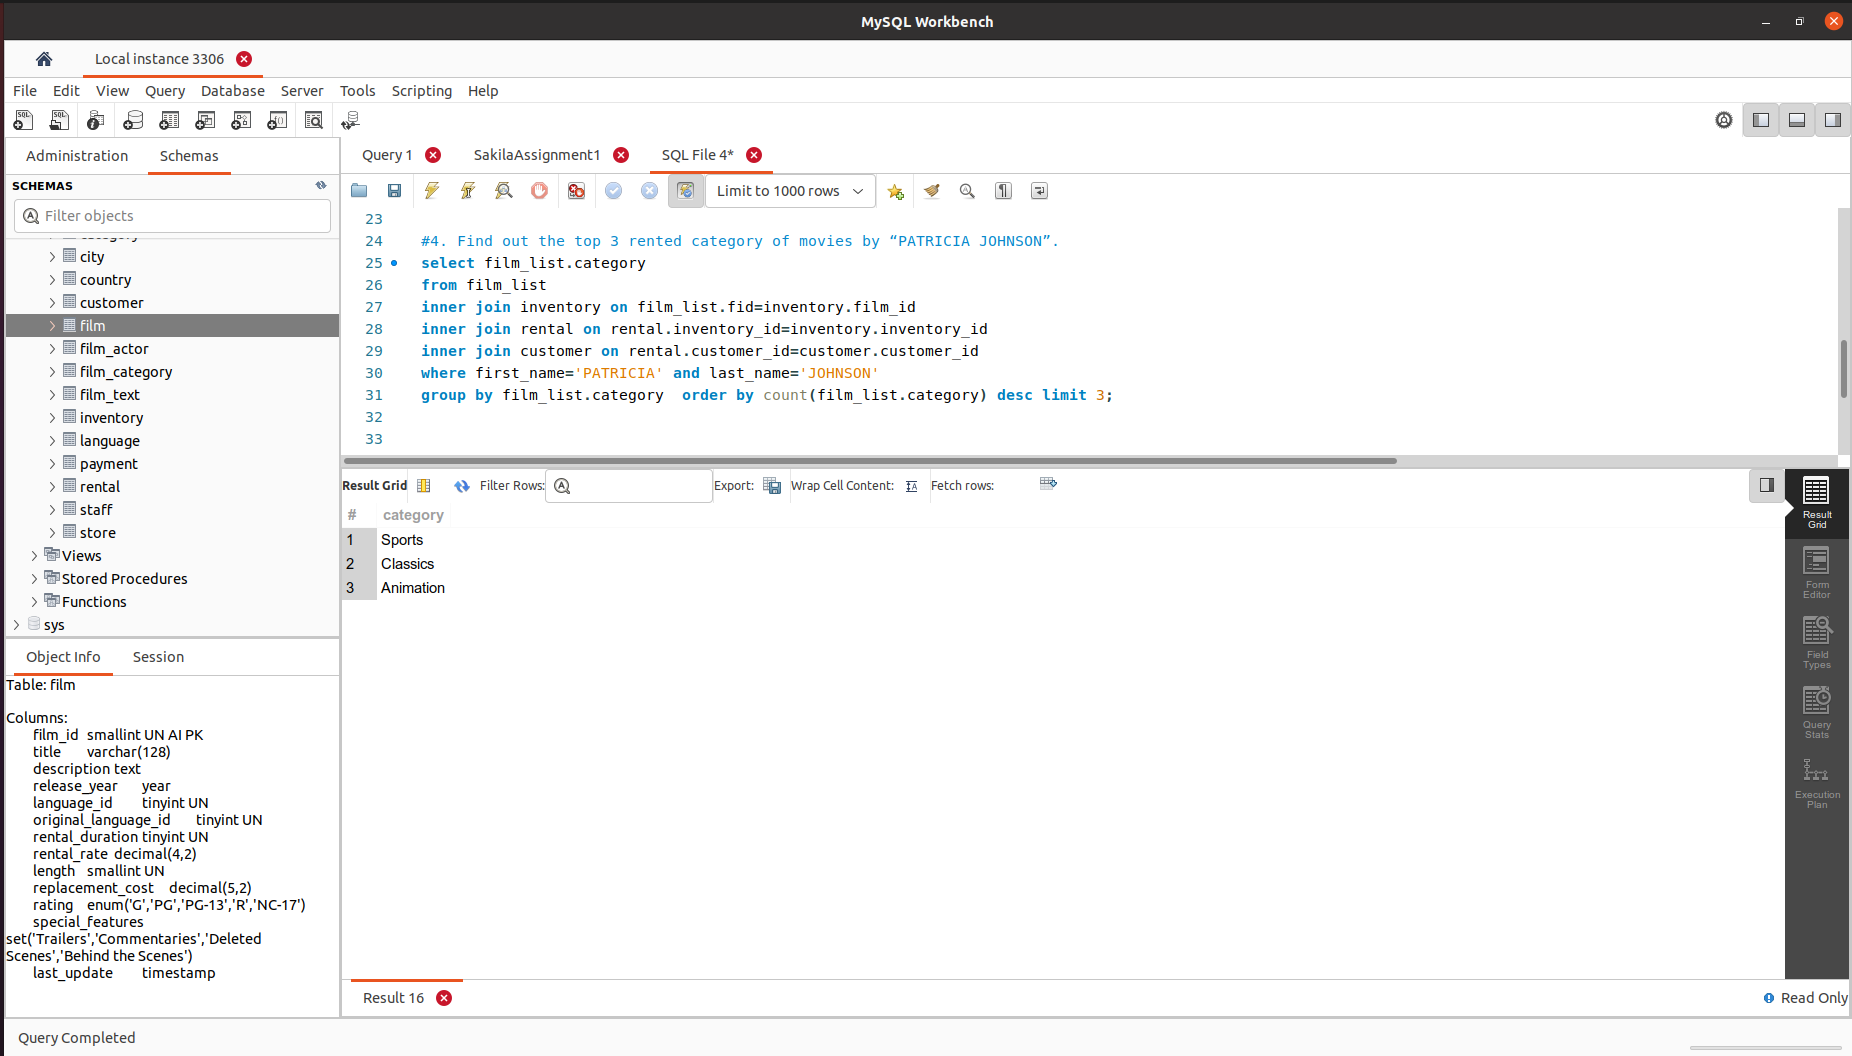 MySQL Workbench
Local instance 3306
File Edit View Query Database Server Tools Scripting Help
Administration Schemas
SCHEMAS
Filter objects
category
city
country
customer
film
film_actor
film_category
film_text
inventory
language
payment
rental
staff
store
Views
Stored Procedures
Functions
sys
Object Info Session
Table: film
Columns:
film_id smallint UN AI PK
title varchar(128)
description text
release_year year
language_id tinyint UN
original_language_id tinyint UN
rental_duration tinyint UN
rental_rate decimal(4,2)
length smallint UN
replacement_cost decimal(5,2)
rating enum('G','PG','PG-13','R','NC-17')
special_features
set('Trailers','Commentaries','Deleted
Scenes','Behind the Scenes')
last_update timestamp
Query 1 SakilaAssignment1 SQL File 4*
Limit to 1000 rows
23
24 #4. Find out the top 3 rented category of movies by “PATRICIA JOHNSON”.
25 select film_list.category
26 from film_list
27 inner join inventory on film_list.fid=inventory.film_id
28 inner join rental on rental.inventory_id=inventory.inventory_id
29 inner join customer on rental.customer_id=customer.customer_id
30 where first_name='PATRICIA' and last_name='JOHNSON'
31 group by film_list.category  order by count(film_list.category) desc limit 3;
32
33
Result Grid Filter Rows: Export: Wrap Cell Content: Fetch rows:
# category
1 Sports
2 Classics
3 Animation
Result
Grid
Form
Editor
Field
Types
Query
Stats
Execution
Plan
Result 16
Read Only
Query Completed